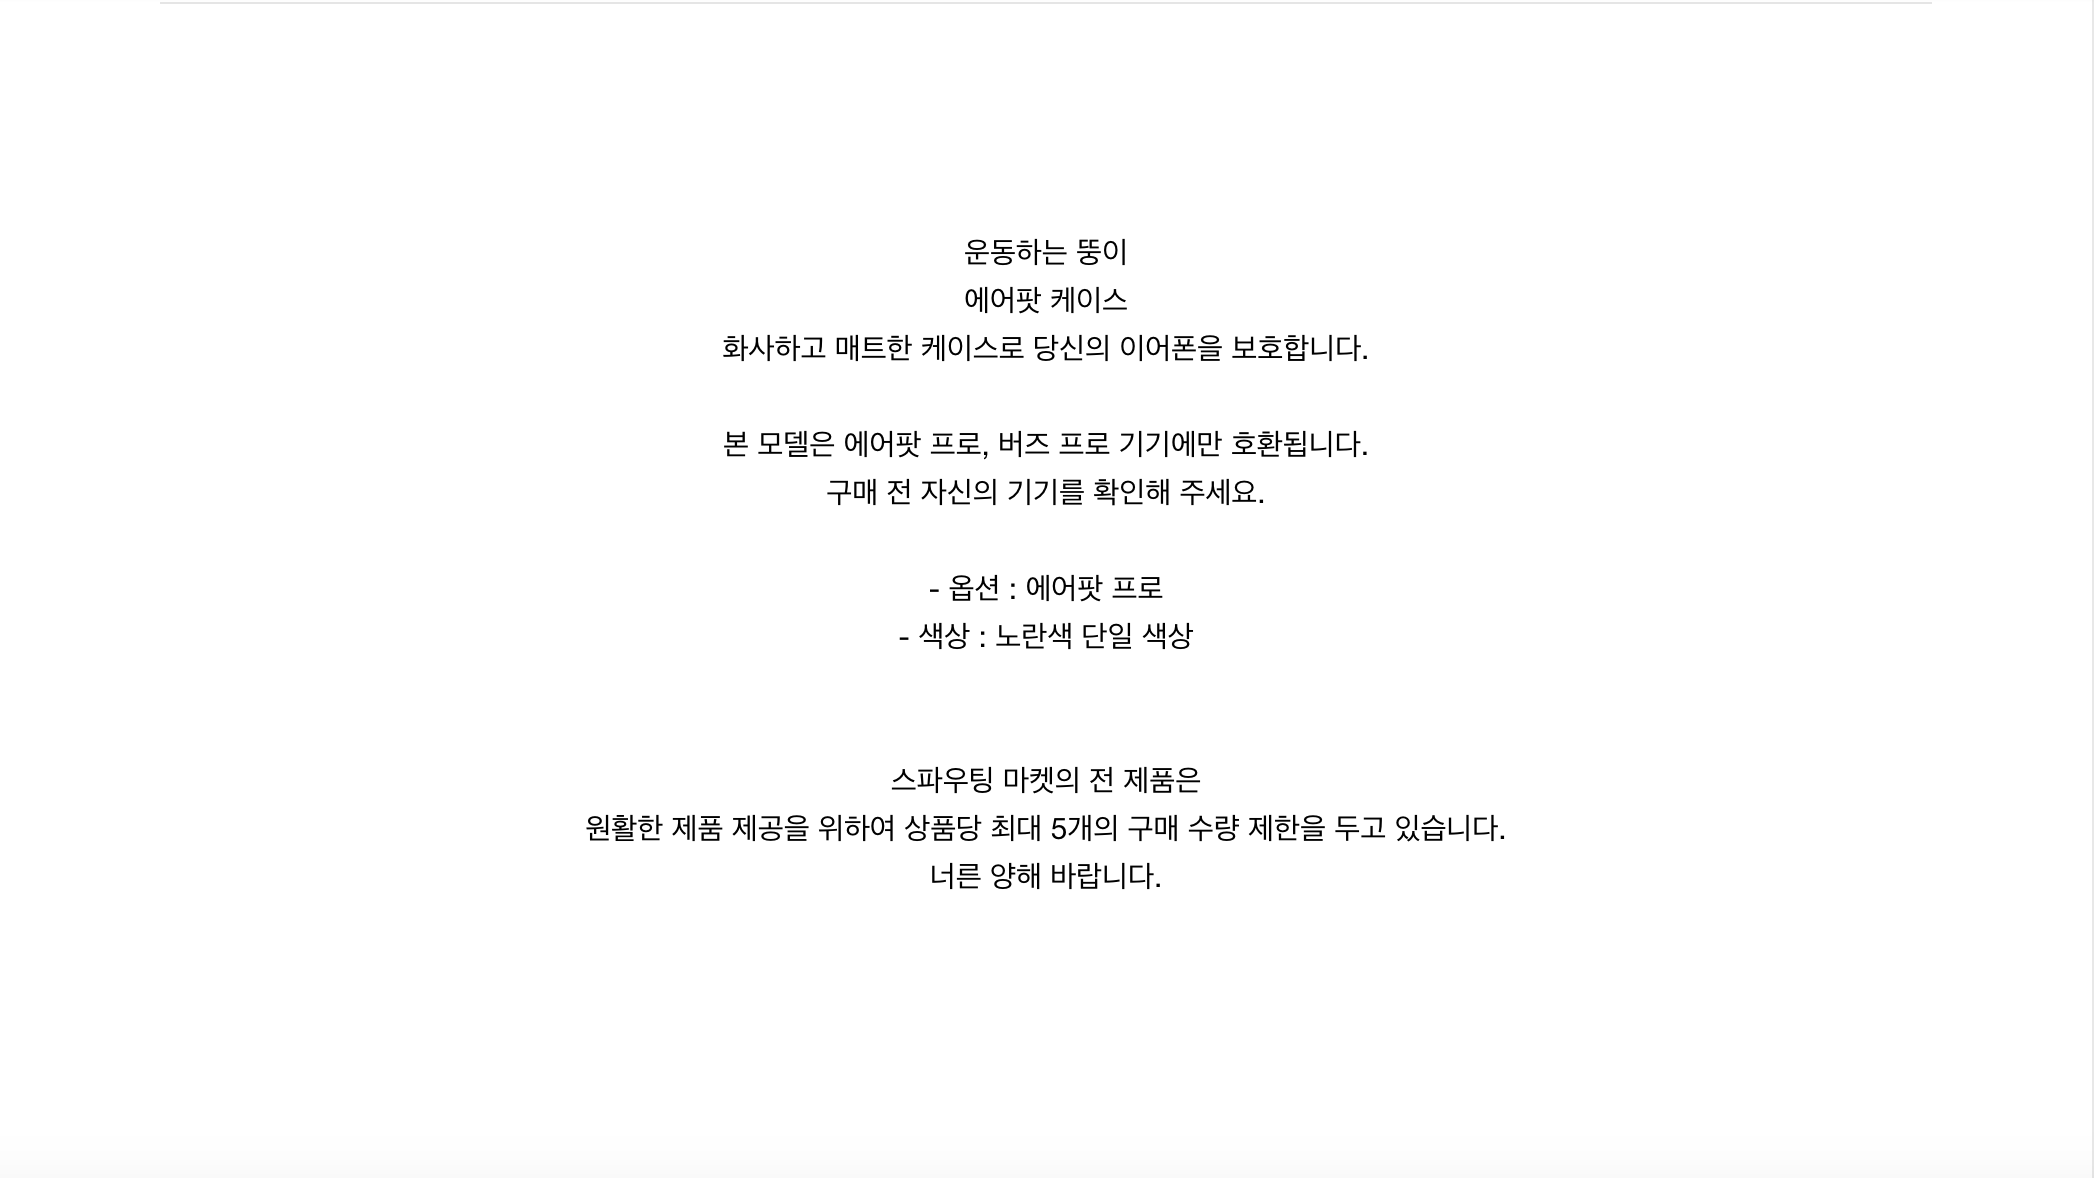 운동하는 뚱이
에어팟 케이스
화사하고 매트한 케이스로 당신의 이어폰을 보호합니다.
본 모델은 에어팟 프로, 버즈 프로 기기에만 호환됩니다.
구매 전 자신의 기기를 확인해 주세요.
- 옵션 : 에어팟 프로
- 색상 : 노란색 단일 색상
스파우팅 마켓의 전 제품은
원활한 제품 제공을 위하여 상품당 최대 5개의 구매 수량 제한을 두고 있습니다.
너른 양해 바랍니다.